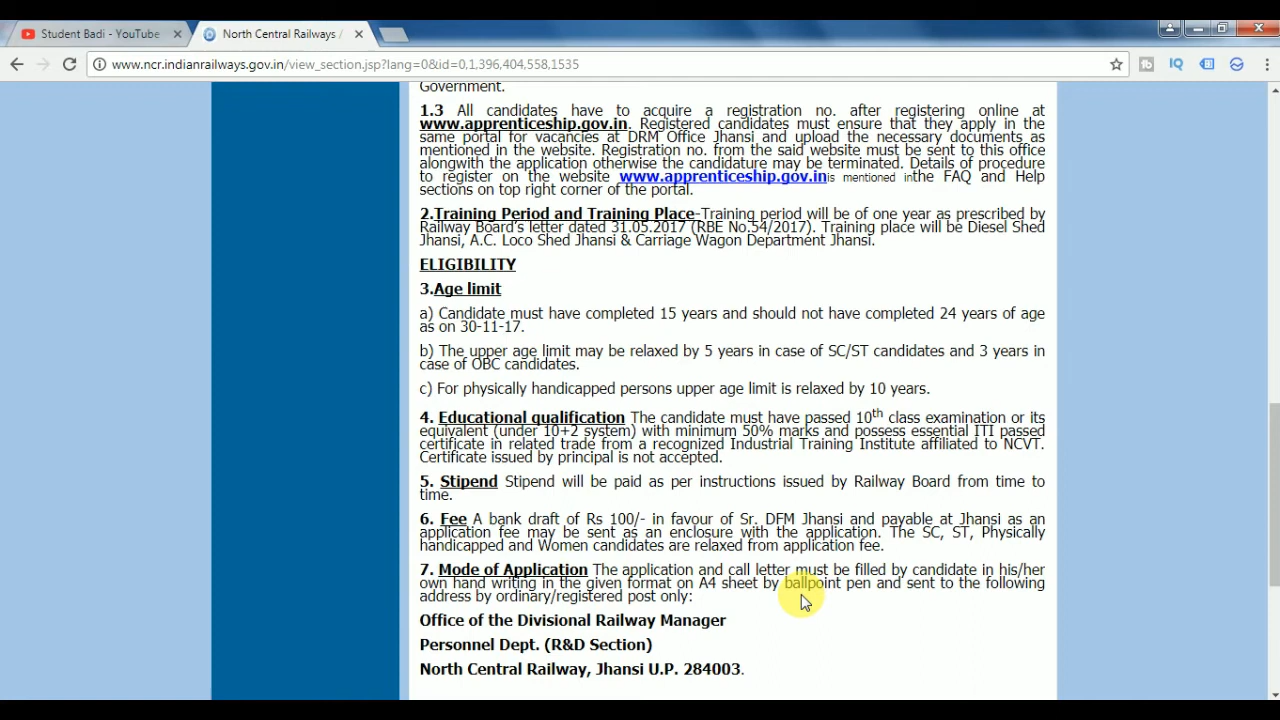 Student Badi - YouTube
North Central Railways /
www.ncr.indianrailways.gov.in/view_section.jsp?lang=0&id=0,1,396,404,558,1535
Government.
1.3 All candidates have to acquire a registration no. after registering online at
www.apprenticeship.gov.in. Registered candidates must ensure that they apply in the
same portal for vacancies at DRM Office Jhansi and upload the necessary documents as
mentioned in the website. Registration no. from the said website must be sent to this office
alongwith the application otherwise the candidature may be terminated. Details of procedure
to register on the website www.apprenticeship.gov.inis mentioned inthe FAQ and Help
sections on top right corner of the portal.
2.Training Period and Training Place-Training period will be of one year as prescribed by
Railway Board's letter dated 31.05.2017 (RBE No.54/2017). Training place will be Diesel Shed
Jhansi, A.C. Loco Shed Jhansi & Carriage Wagon Department Jhansi.
ELIGIBILITY
3.Age limit
a) Candidate must have completed 15 years and should not have completed 24 years of age
as on 30-11-17.
b) The upper age limit may be relaxed by 5 years in case of SC/ST candidates and 3 years in
case of OBC candidates.
c) For physically handicapped persons upper age limit is relaxed by 10 years.
4. Educational qualification The candidate must have passed 10th class examination or its
equivalent (under 10+2 system) with minimum 50% marks and possess essential ITI passed
certificate in related trade from a recognized Industrial Training Institute affiliated to NCVT.
Certificate issued by principal is not accepted.
5. Stipend Stipend will be paid as per instructions issued by Railway Board from time to
time.
6. Fee A bank draft of Rs 100/- in favour of Sr. DFM Jhansi and payable at Jhansi as an
application fee may be sent as an enclosure with the application. The SC, ST, Physically
handicapped and Women candidates are relaxed from application fee.
7. Mode of Application The application and call letter must be filled by candidate in his/her
own hand writing in the given format on A4 sheet by ballpoint pen and sent to the following
address by ordinary/registered post only:
Office of the Divisional Railway Manager
Personnel Dept. (R&D Section)
North Central Railway, Jhansi U.P. 284003.